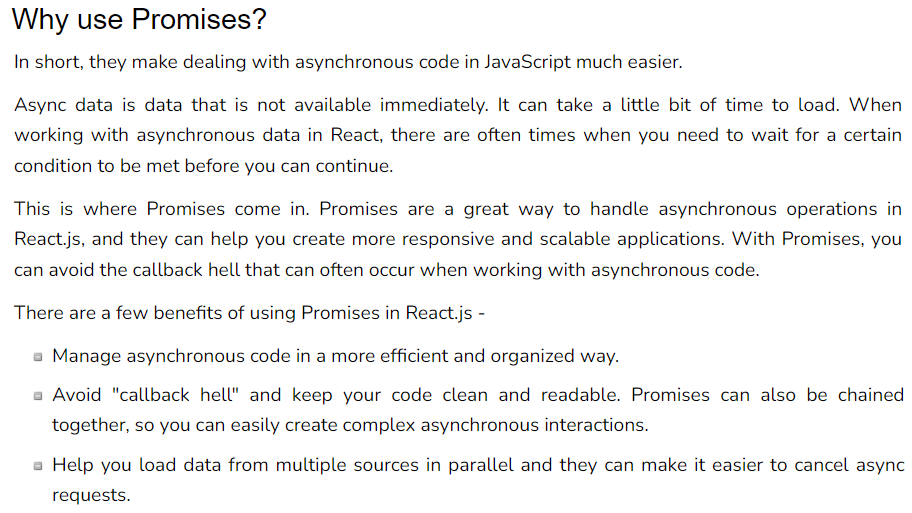 Why use Promises?
In short, they make dealing with asynchronous code in JavaScript much easier.
Async data is data that is not available immediately. It can take a little bit of time to load. When
working with asynchronous data in React, there are often times when you need to wait for a certain
condition to be met before you can continue.
This is where Promises come in. Promises are a great way to handle asynchronous operations in
React.js, and they can help you create more responsive and scalable applications. With Promises, you
can avoid the callback hell that can often occur when working with asynchronous code.
There are a few benefits of using Promises in React.js -
Manage asynchronous code in a more efficient and organized way.
Avoid "callback hell" and keep your code clean and readable. Promises can also be chained
together, so you can easily create complex asynchronous interactions.
Help you load data from multiple sources in parallel and they can make it easier to cancel async
requests.